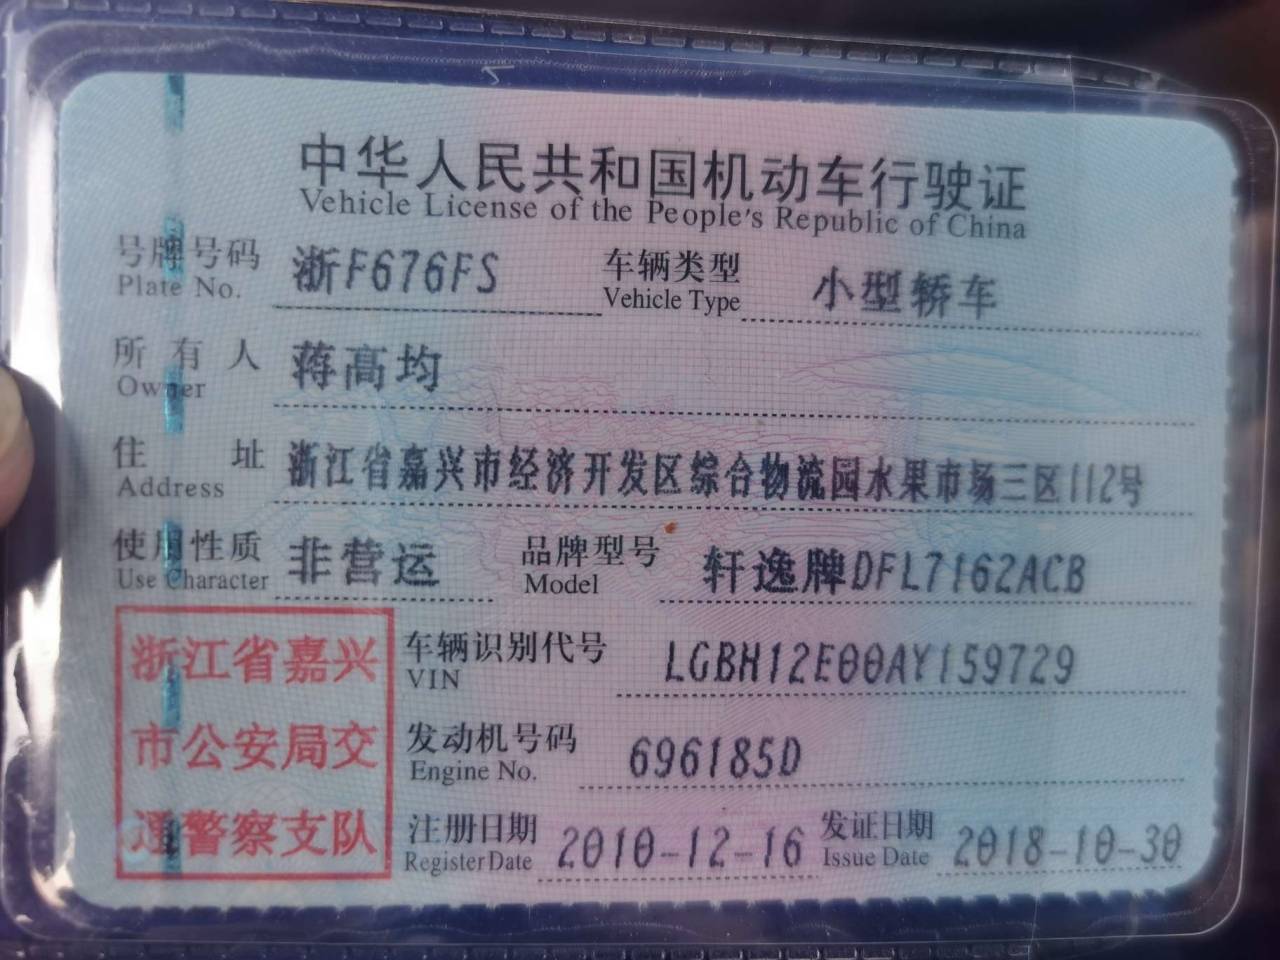 中华人民共和国机动车行驶证
Vehicle License of the People's Republic of China
号牌号码 浙F676FS 车辆类型 小型轿车
Plate No. Vehicle Type
所有人 蒋高均
Owner
住址 浙江省嘉兴市经济开发区综合物流园水果市场三区112号
Address
使用性质 非营运 品牌型号 轩逸牌DFL7162ACB
Use Character Model
浙江省嘉兴
市公安局交
通警察支队
车辆识别代号 LGBH12E00AY159729
VIN
发动机号码 696185D
Engine No.
注册日期 2010-12-16 发证日期 2018-10-30
Register Date Issue Date